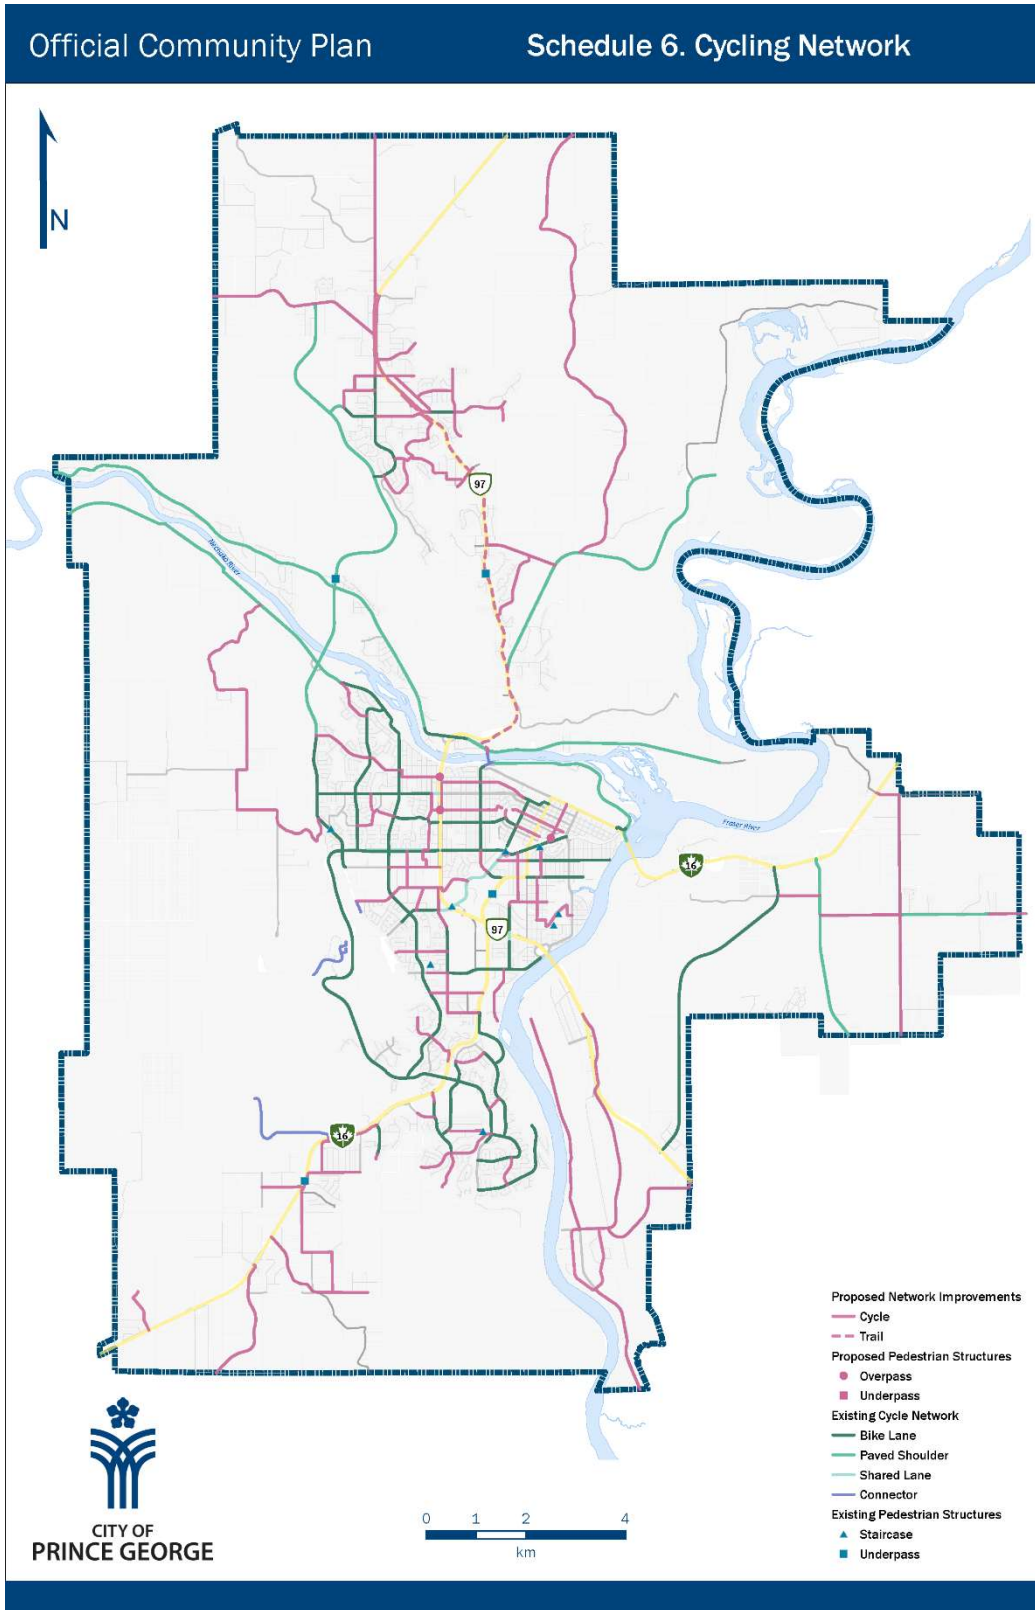 Official Community Plan
Schedule 6. Cycling Network
N
97
Nechako River
Fraser River
16
97
16
Proposed Network Improvements
Cycle
Trail
Proposed Pedestrian Structures
Overpass
Underpass
Existing Cycle Network
Bike Lane
Paved Shoulder
Shared Lane
Connector
Existing Pedestrian Structures
Staircase
Underpass
0 1 2 4
km
CITY OF
PRINCE GEORGE